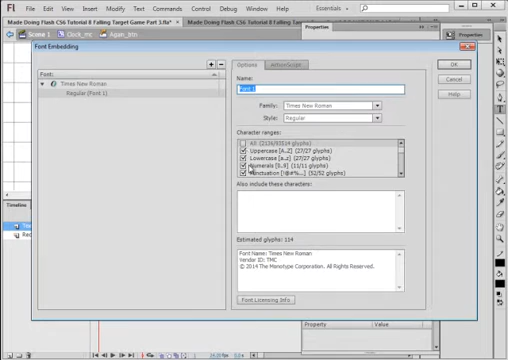 File Edit View Insert Modify Text Commands Control Debug Window Help
Essentials
Made Doing Flash CS6 Tutorial 8 Falling Target Game Part 3.fla*
Made Doing Flash CS6 Tutorial 8 Falling Target Game
Scene 1 Clock_mc Again_btn
Properties
Properties
Font Embedding
Font:
Times New Roman
Regular (Font 1)
Options ActionScript
Name:
Font 1
Family: Times New Roman
Style: Regular
Character ranges:
Uppercase [A..Z] (27/27 glyphs)
Lowercase [a..z] (27/27 glyphs)
Numerals [0..9] (11/11 glyphs)
Punctuation [!@#%...] (52/52 glyphs)
Also include these characters:
Estimated glyphs: 114
Font Name: Times New Roman
Vendor ID: TMC
© 2014 The Monotype Corporation. All Rights Reserved.
Font Licensing Info
OK
Cancel
Help
Timeline
Property Value